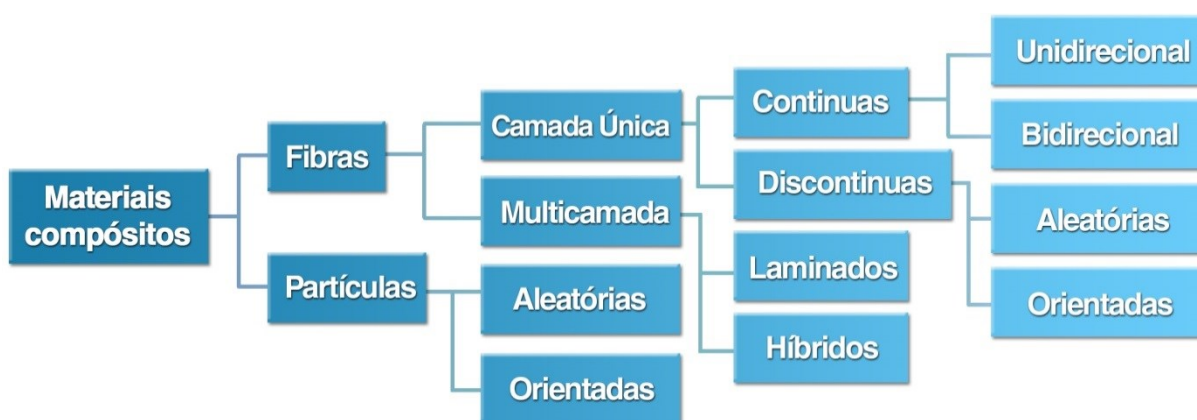 Materiais
compósitos
Fibras
Partículas
Camada Única
Multicamada
Aleatórias
Orientadas
Continuas
Discontinuas
Laminados
Híbridos
Unidirecional
Bidirecional
Aleatórias
Orientadas